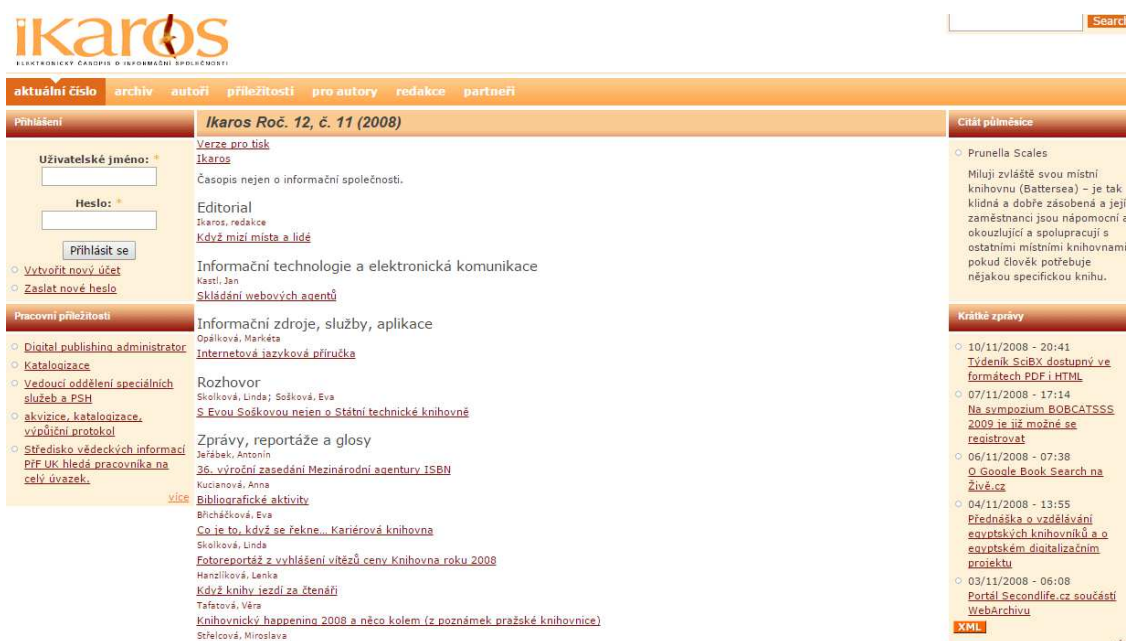 ikaros
ELEKTRONICKÝ ČASOPIS O INFORMAČNÍ SPOLEČNOSTI
Search
aktuální číslo archiv autoři příležitosti pro autory redakce partneři
Přihlášení
Uživatelské jméno: *
Heslo: *
Přihlásit se
Vytvořit nový účet
Zaslat nové heslo
Pracovní příležitosti
Digital publishing administrator
Katalogizace
Vedoucí oddělení speciálních
služeb a PSH
akvizice, katalogizace,
výpůjční protokol
Středisko vědeckých informací
PřF UK hledá pracovníka na
celý úvazek.
více
Ikaros Roč. 12, č. 11 (2008)
Verze pro tisk
Ikaros
Časopis nejen o informační společnosti.
Editorial
Ikaros, redakce
Když mizí místa a lidé
Informační technologie a elektronická komunikace
Kastl, Jan
Skládání webových agentů
Informační zdroje, služby, aplikace
Opálková, Markéta
Internetová jazyková příručka
Rozhovor
Skolková, Linda; Sošková, Eva
S Evou Soškovou nejen o Státní technické knihovně
Zprávy, reportáže a glosy
Jeřábek, Antonín
36. výroční zasedání Mezinárodní agentury ISBN
Kucianová, Anna
Bibliografické aktivity
Břicháčková, Eva
Co je to, když se řekne... Kariérová knihovna
Skolková, Linda
Fotoreportáž z vyhlášení vítězů ceny Knihovna roku 2008
Hanzlíková, Lenka
Když knihy jezdí za čtenáři
Tafatová, Věra
Knihovnický happening 2008 a něco kolem (z poznámek pražské knihovnice)
Střelcová, Miroslava
Citát půlměsíce
Prunella Scales
Miluji zvláště svou místní
knihovnu (Battersea) – je tak
klidná a dobře zásobená a její
zaměstnanci jsou nápomocní a
okouzlující a spolupracují s
ostatními místními knihovnami,
pokud člověk potřebuje
nějakou specifickou knihu.
Krátké zprávy
10/11/2008 - 20:41
Týdeník SciBX dostupný ve
formátech PDF i HTML
07/11/2008 - 17:14
Na sympozium BOBCATSSS
2009 je již možné se
registrovat
06/11/2008 - 07:38
O Google Book Search na
Živě.cz
04/11/2008 - 13:55
Přednáška o vzdělávání
egyptských knihovníků a o
egyptském digitalizačním
projektu
03/11/2008 - 06:08
Portál Secondlife.cz součástí
WebArchivu
XML